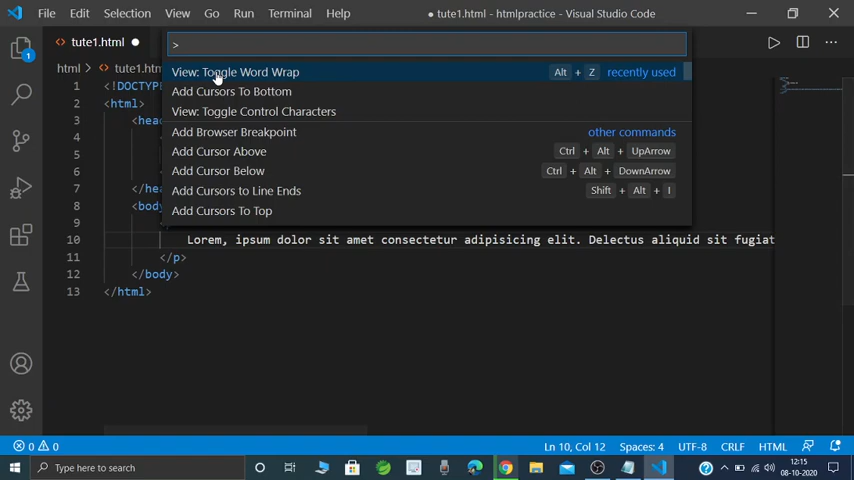 File Edit Selection View Go Run Terminal Help ● tute1.html - htmlpractice - Visual Studio Code
tute1.html ●
>
html > tute1.htm
View: Toggle Word Wrap Alt + Z recently used
Add Cursors To Bottom
View: Toggle Control Characters
Add Browser Breakpoint other commands
Add Cursor Above Ctrl + Alt + UpArrow
Add Cursor Below Ctrl + Alt + DownArrow
Add Cursors to Line Ends Shift + Alt + I
Add Cursors To Top
1 <!DOCTYP
2 <html>
3 <hea
4
5
6
7 </hea
8 <body
9
10 Lorem, ipsum dolor sit amet consectetur adipisicing elit. Delectus aliquid sit fugiat
11 </p>
12 </body>
13 </html>
1
0 0 Ln 10, Col 12 Spaces: 4 UTF-8 CRLF HTML
Type here to search
12:15
08-10-2020